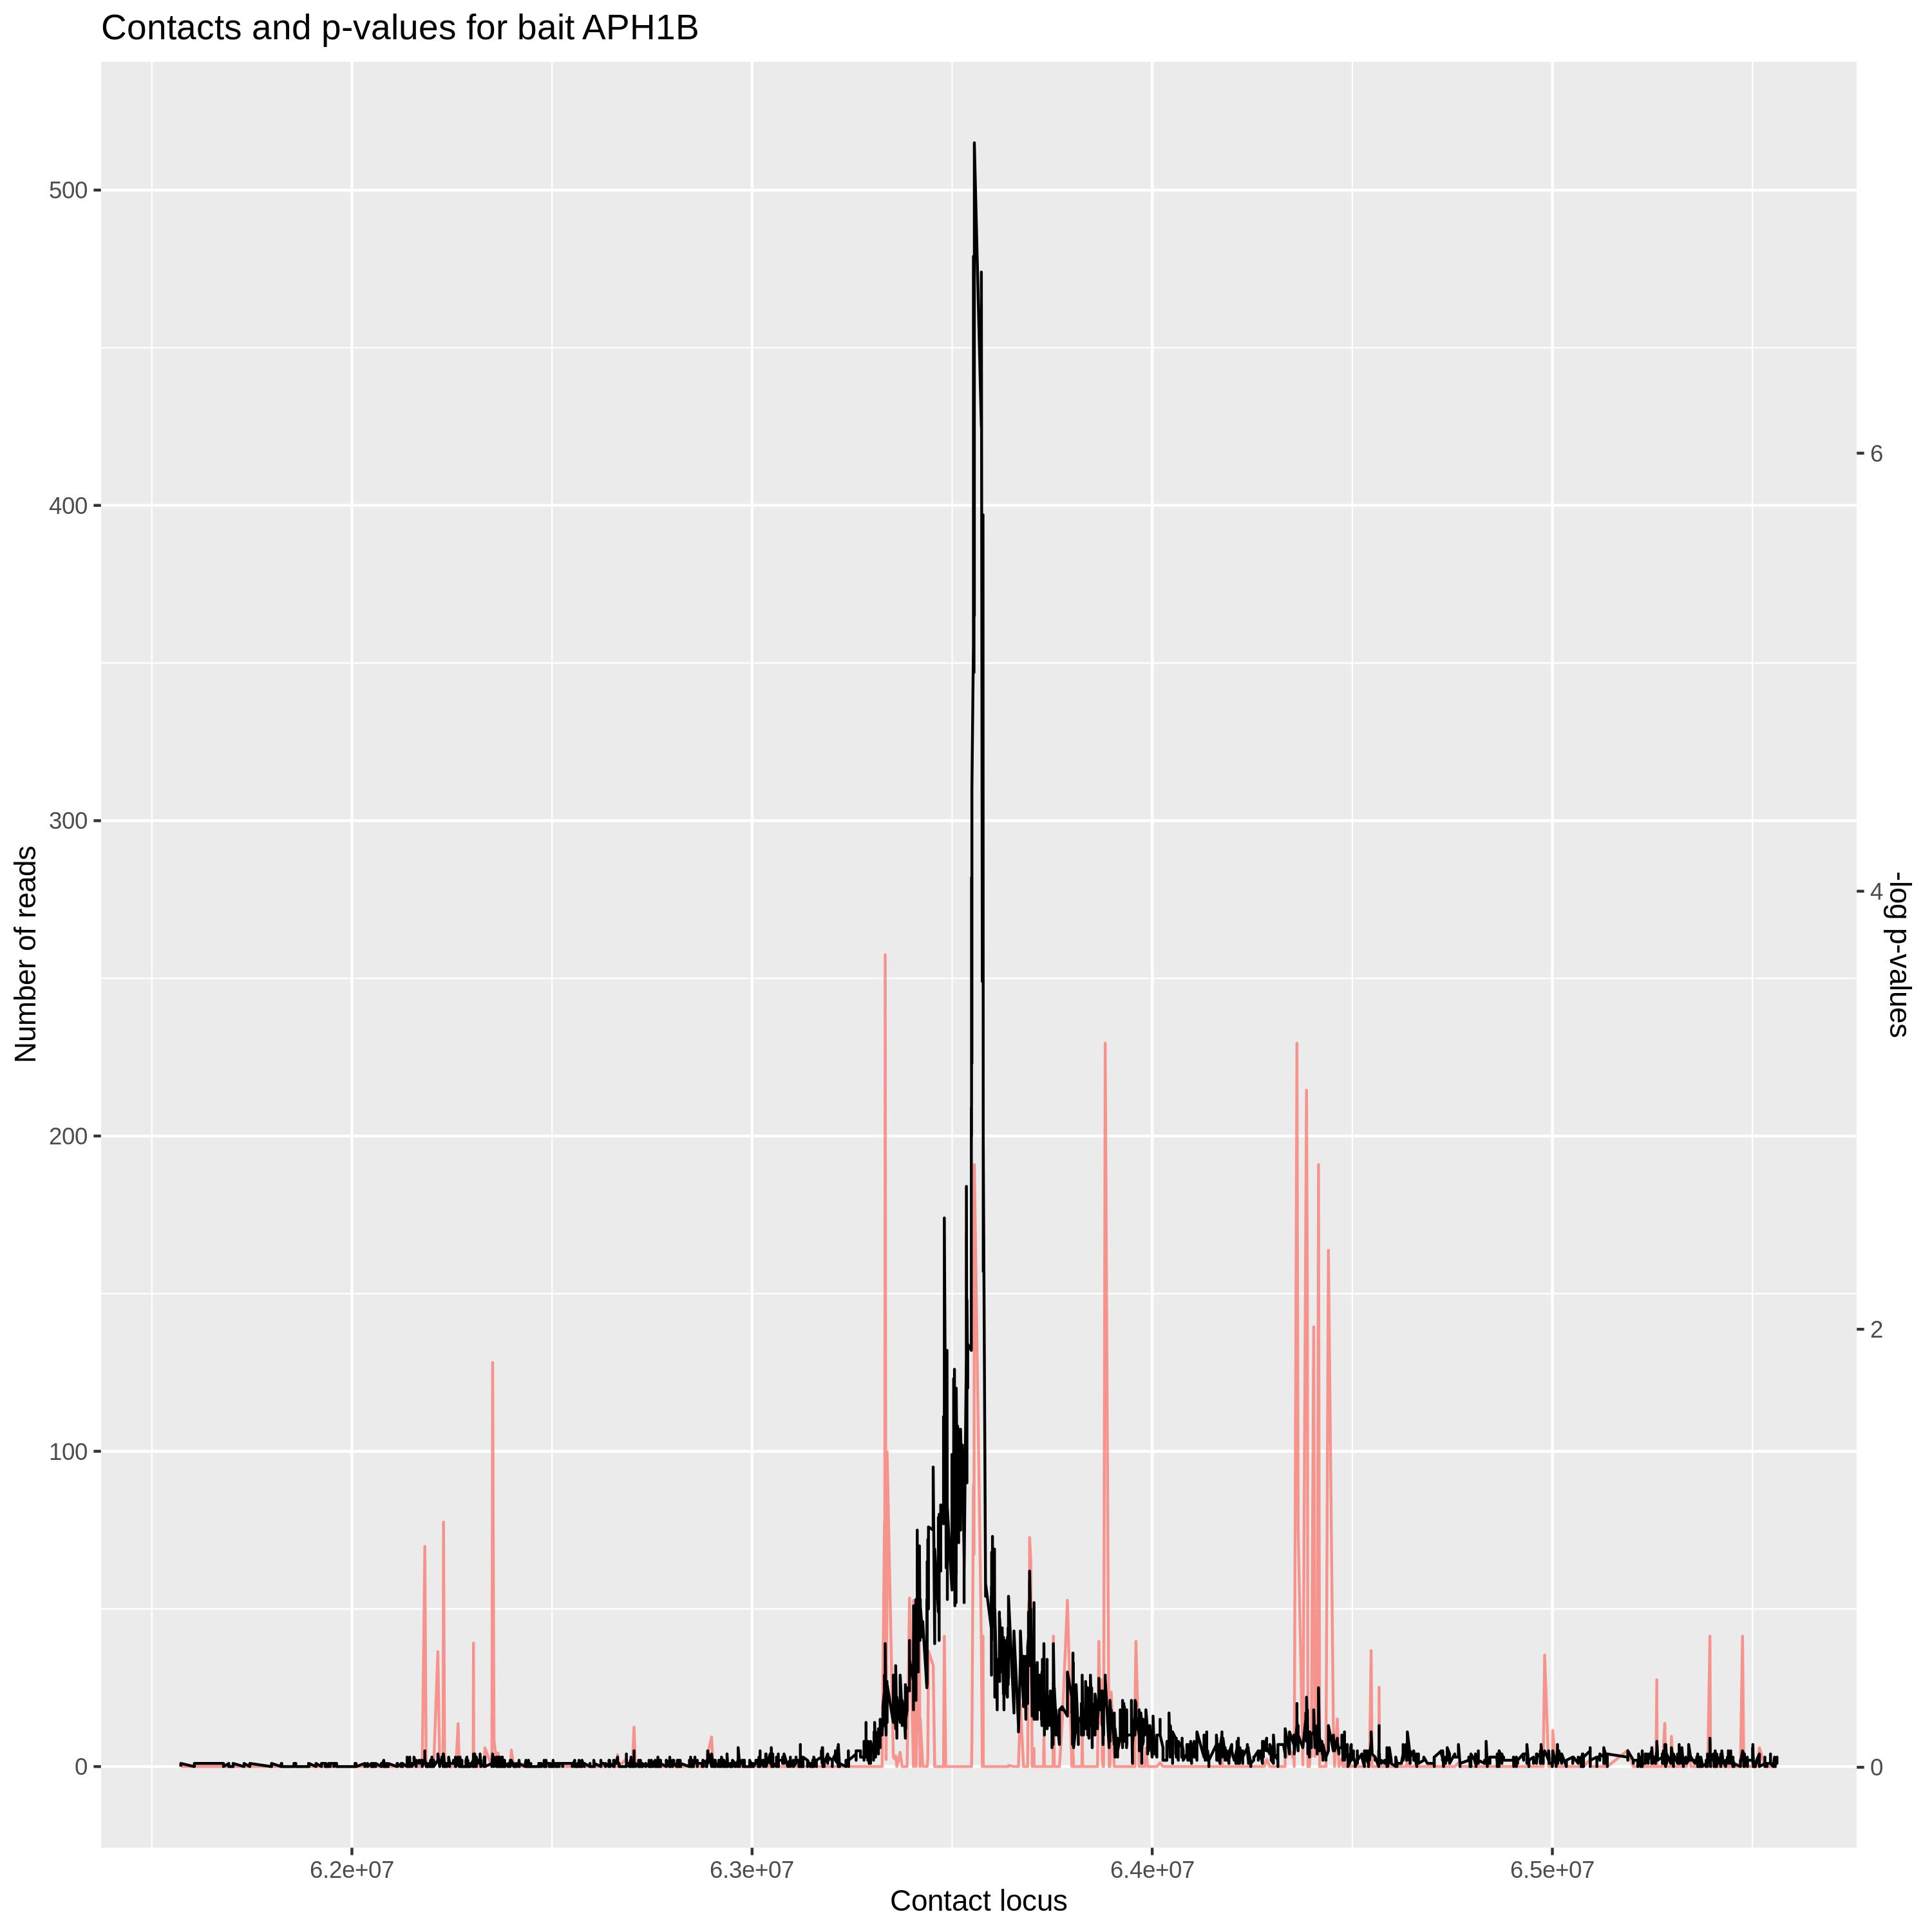 Contacts and p-values for bait APH1B
500
400
300
200
100
0
Number of reads
6
4
2
0
-log p-values
6.2e+07
6.3e+07
6.4e+07
6.5e+07
Contact locus